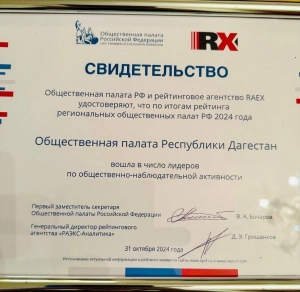 Общественная палата
Российской Федерации
RX
СВИДЕТЕЛЬСТВО
Общественная палата РФ и рейтинговое агентство RAEX
удостоверяют, что по итогам рейтинга
региональных общественных палат РФ 2024 года
Общественная палата Республики Дагестан
вошла в число лидеров
по общественно-наблюдательной активности
Первый заместитель секретаря
Общественной палаты Российской Федерации
В. А. Бочаров
Генеральный директор рейтингового
агентства «РАЭКС-Аналитика»
Д. Э. Гришанков
31 октября 2024 года